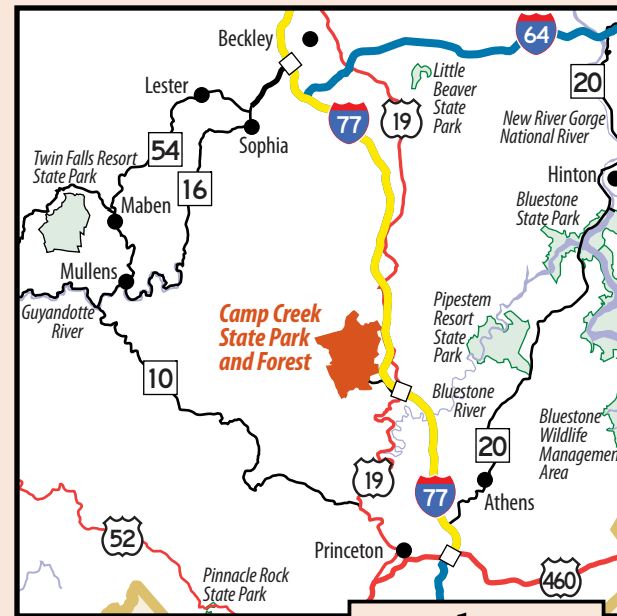 Beckley
64
Little
Beaver
State
Park
20
Lester
77
19
New River Gorge
National River
Sophia
54
Twin Falls Resort
State Park
16
Hinton
Bluestone
State Park
Maben
Mullens
Guyandotte
River
Camp Creek
State Park
and Forest
Pipestem
Resort
State
Park
10
Bluestone
River
Bluestone
Wildlife
Management
Area
20
19
77
Athens
52
Princeton
460
Pinnacle Rock
State Park